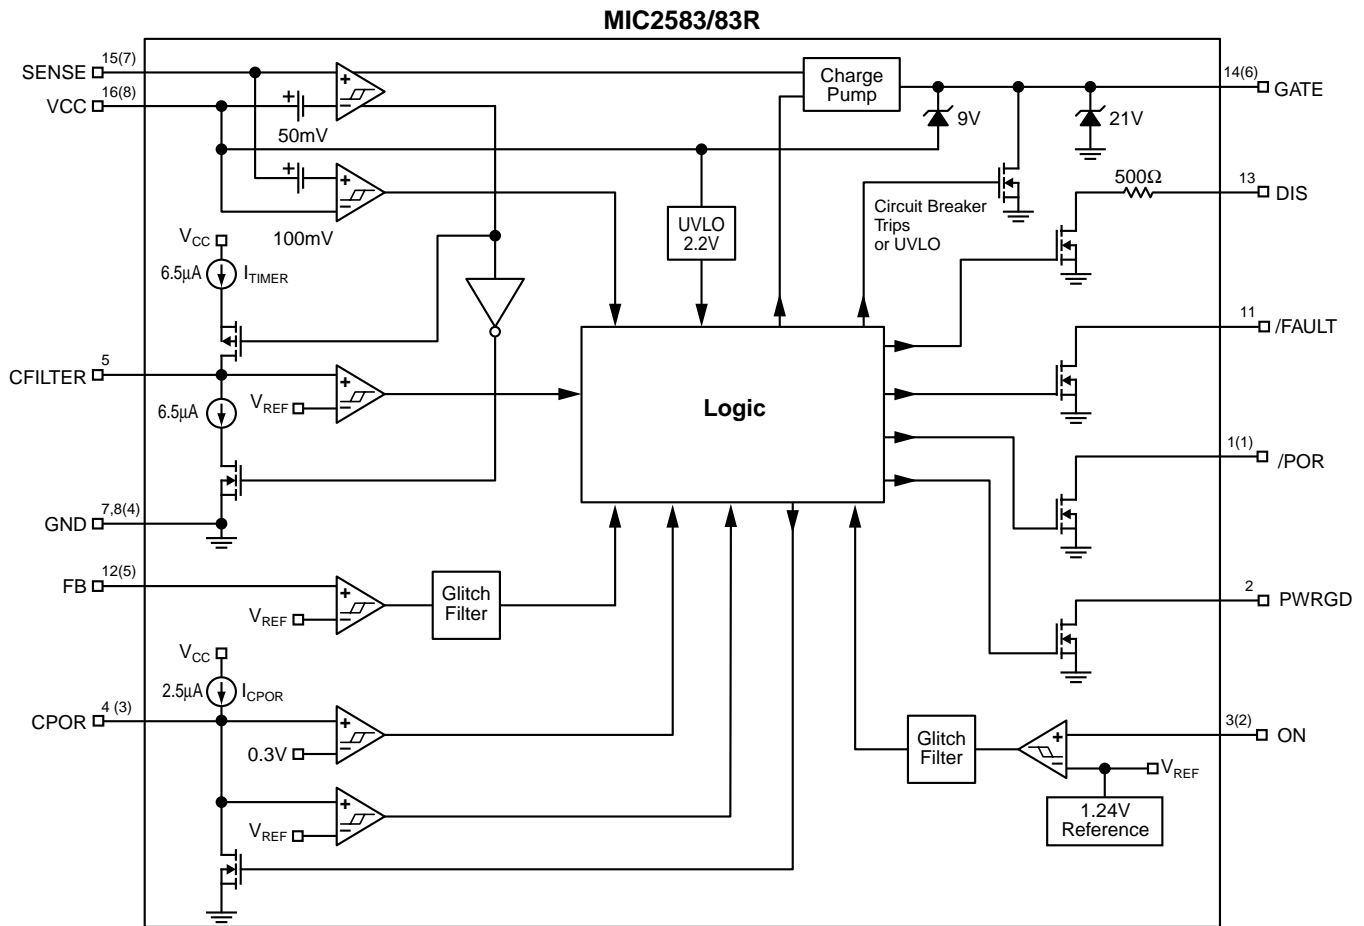 MIC2583/83R
SENSE
15(7)
VCC
16(8)
+
−
+
50mV
+
+
−
100mV
Charge
Pump
9V
21V
14(6)
GATE
UVLO
2.2V
Circuit Breaker
Trips
or UVLO
500Ω
13
DIS
VCC
6.5µA
ITIMER
CFILTER
5
6.5µA
+
−
VREF
Logic
11
/FAULT
1(1)
/POR
GND
7,8(4)
FB
12(5)
+
−
VREF
Glitch
Filter
2
PWRGD
VCC
2.5µA
ICPOR
CPOR
4 (3)
+
−
0.3V
+
−
VREF
Glitch
Filter
+
−
3(2)
ON
VREF
1.24V
Reference